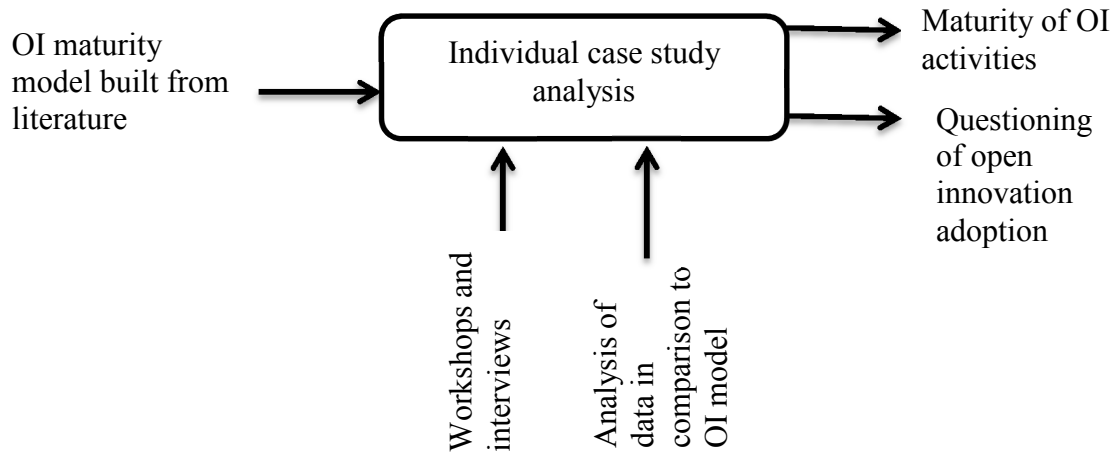 OI maturity
model built from
literature
Individual case study
analysis
Maturity of OI
activities
Questioning
of open
innovation
adoption
Workshops and
interviews
Analysis of
data in
comparison to
OI model